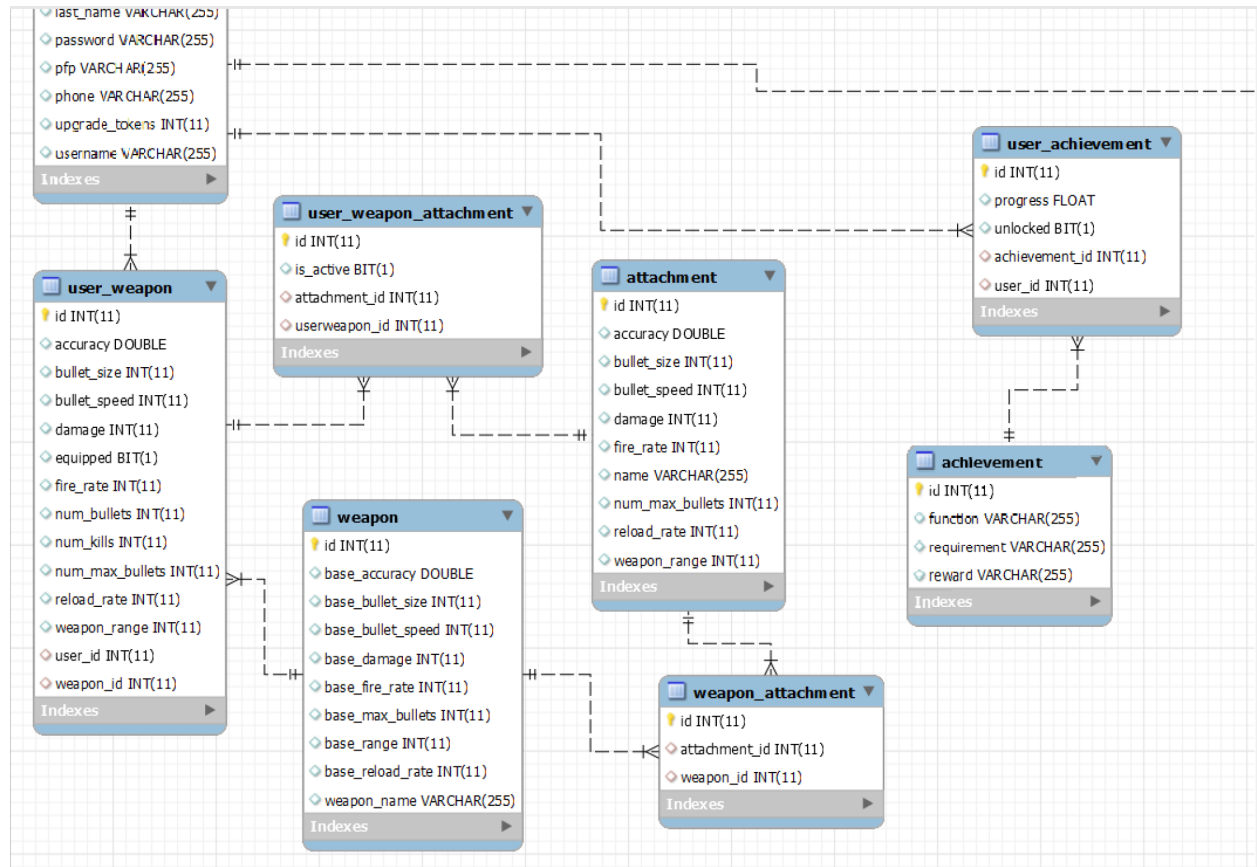 last_name VARCHAR(255)
password VARCHAR(255)
pfp VARCHAR(255)
phone VARCHAR(255)
upgrade_tokens INT(11)
username VARCHAR(255)
Indexes
user_weapon
id INT(11)
accuracy DOUBLE
bullet_size INT(11)
bullet_speed INT(11)
damage INT(11)
equipped BIT(1)
fire_rate INT(11)
num_bullets INT(11)
num_kills INT(11)
num_max_bullets INT(11)
reload_rate INT(11)
weapon_range INT(11)
user_id INT(11)
weapon_id INT(11)
Indexes
user_weapon_attachment
id INT(11)
is_active BIT(1)
attachment_id INT(11)
userweapon_id INT(11)
Indexes
weapon
id INT(11)
base_accuracy DOUBLE
base_bullet_size INT(11)
base_bullet_speed INT(11)
base_damage INT(11)
base_fire_rate INT(11)
base_max_bullets INT(11)
base_range INT(11)
base_reload_rate INT(11)
weapon_name VARCHAR(255)
Indexes
attachment
id INT(11)
accuracy DOUBLE
bullet_size INT(11)
bullet_speed INT(11)
damage INT(11)
fire_rate INT(11)
name VARCHAR(255)
num_max_bullets INT(11)
reload_rate INT(11)
weapon_range INT(11)
Indexes
weapon_attachment
id INT(11)
attachment_id INT(11)
weapon_id INT(11)
Indexes
user_achievement
id INT(11)
progress FLOAT
unlocked BIT(1)
achievement_id INT(11)
user_id INT(11)
Indexes
achievement
id INT(11)
function VARCHAR(255)
requirement VARCHAR(255)
reward VARCHAR(255)
Indexes